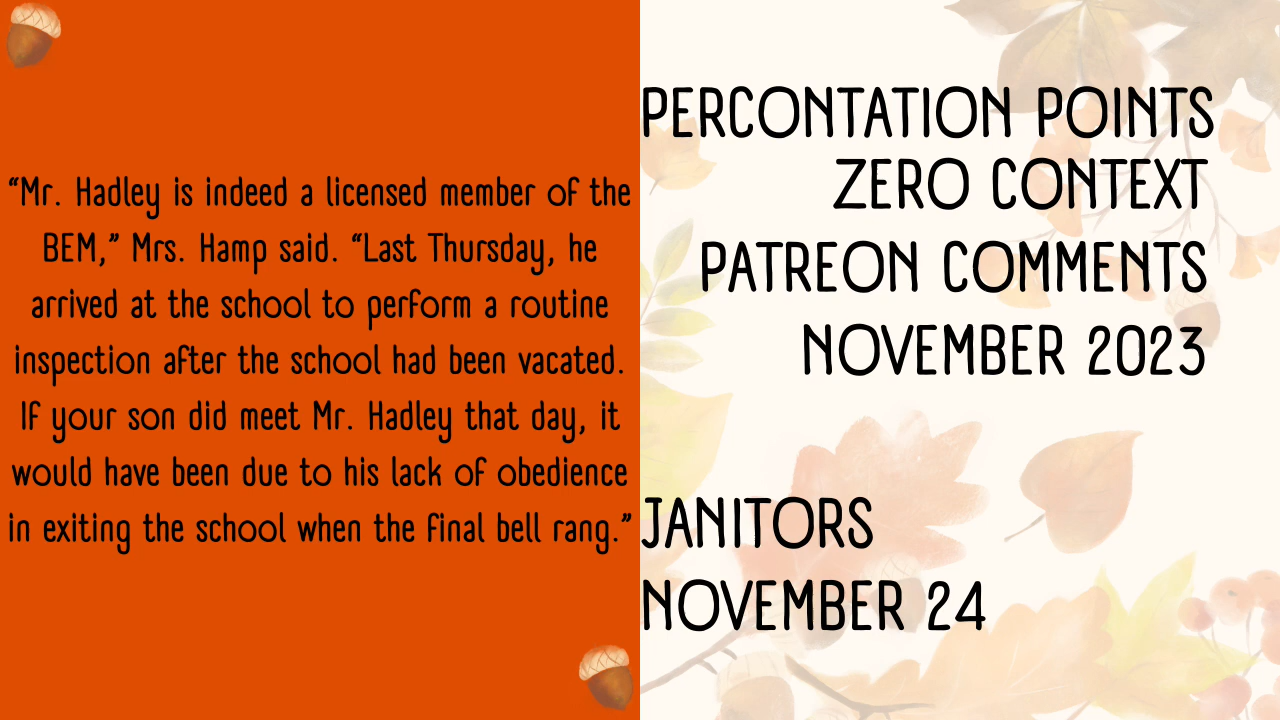 “Mr. Hadley is indeed a licensed member of the
BEM,” Mrs. Hamp said. “Last Thursday, he
arrived at the school to perform a routine
inspection after the school had been vacated.
If your son did meet Mr. Hadley that day, it
would have been due to his lack of obedience
in exiting the school when the final bell rang.”
PERCONTATION POINTS
ZERO CONTEXT
PATREON COMMENTS
NOVEMBER 2023
JANITORS
NOVEMBER 24